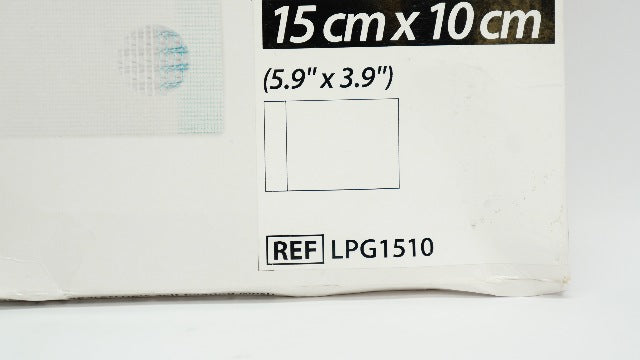 15 cm x 10 cm
(5.9" x 3.9")
REF LPG1510